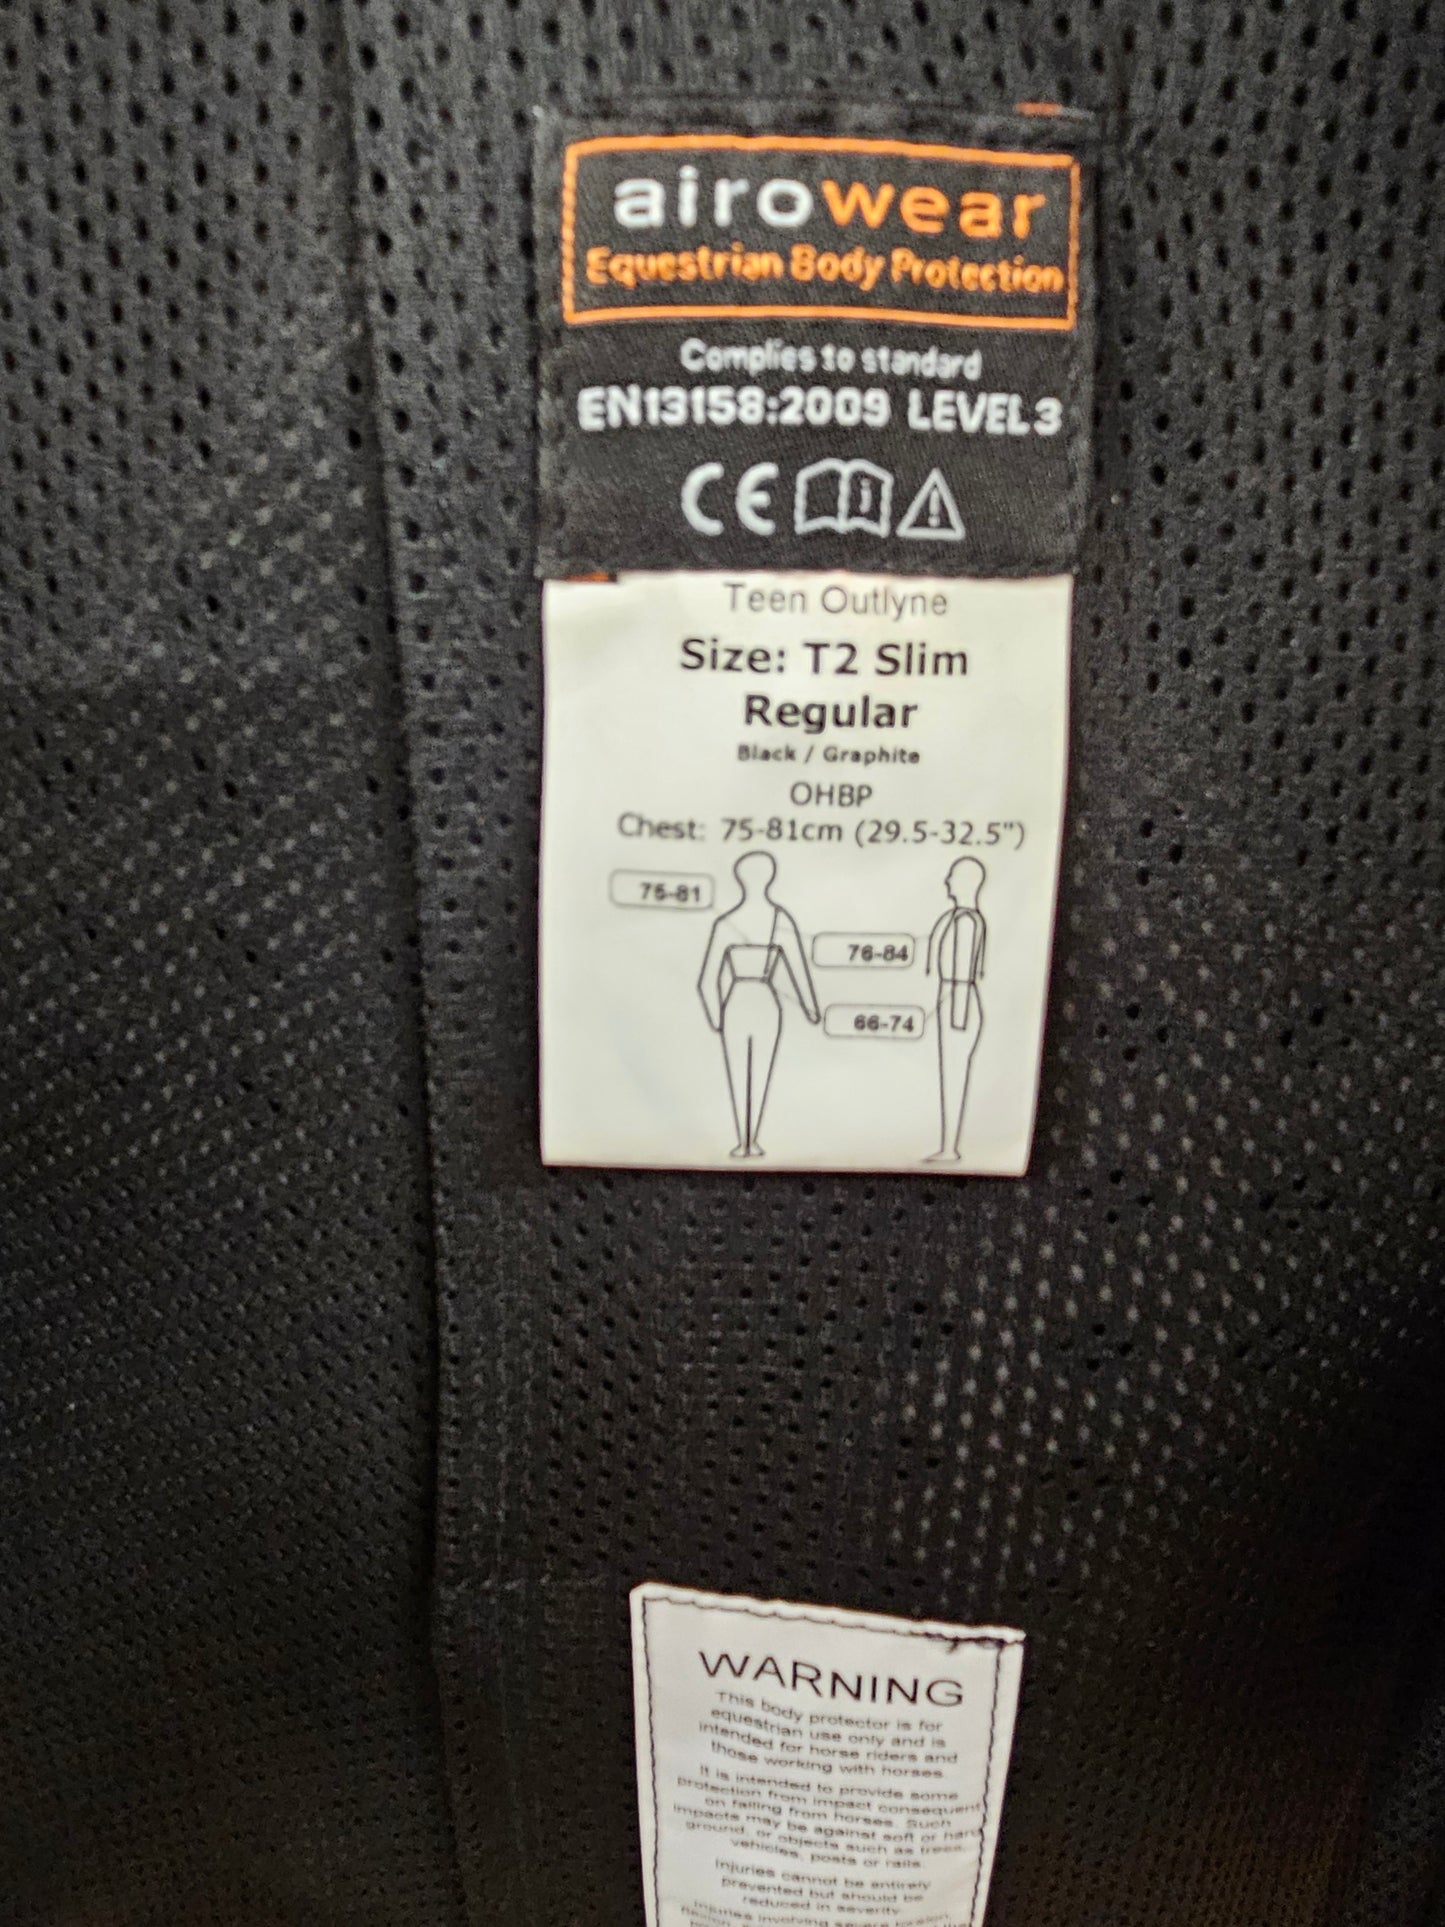 airowear
Equestrian Body Protection
Complies to standard
EN13158:2009 LEVEL 3
CE i !
Teen Outlyne
Size: T2 Slim
Regular
Black / Graphite
OHBP
Chest: 75-81cm (29.5-32.5")
75-81
76-84
66-74
WARNING
This body protector is for
equestrian use only and is
intended for horse riders and
those working with horses.
It is intended to provide some
protection from impact consequent
on falling from horses. Such
impacts may be against soft or hard
ground, or objects such as trees,
vehicles, posts or rails.
Injuries cannot be entirely
prevented but should be
reduced in severity.
Injuries involving severe torsion,